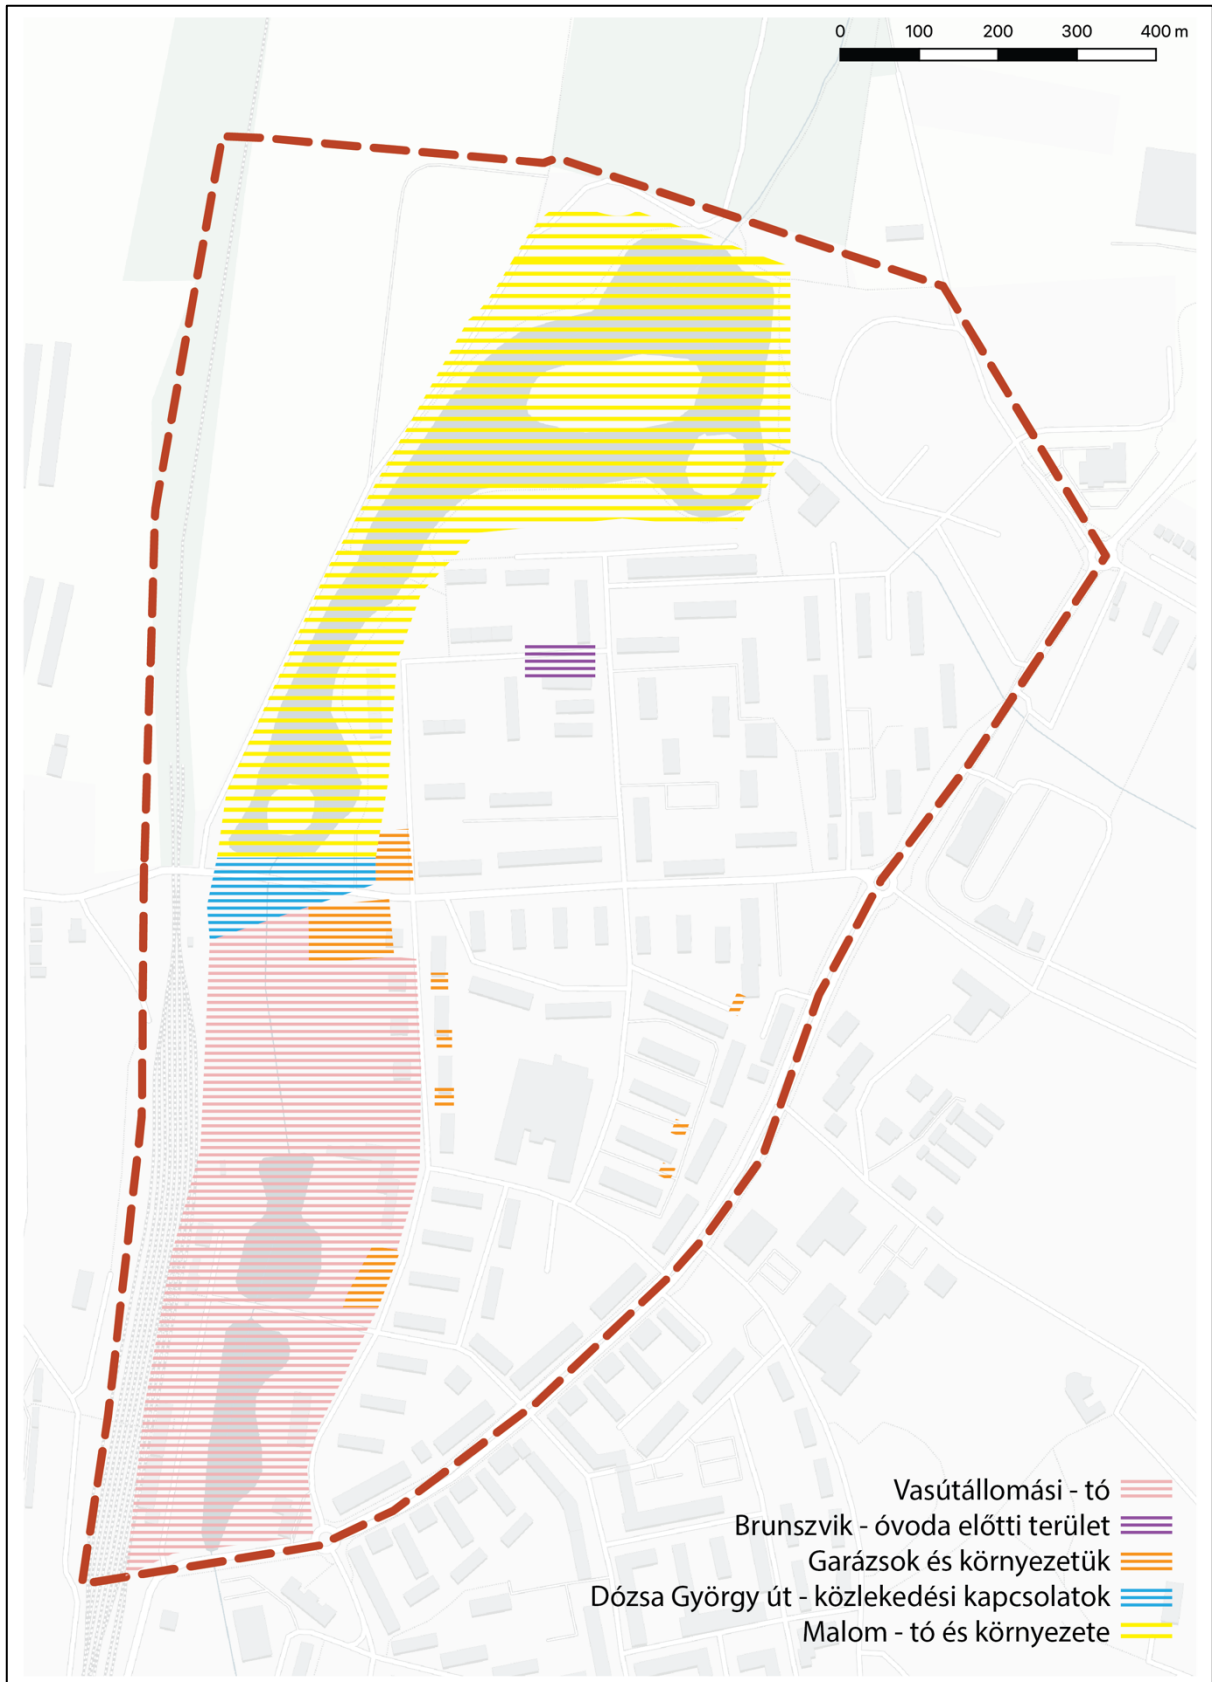 0 100 200 300 400 m
Vasútállomási - tó
Brunszvik - óvoda előtti terület
Garázsok és környezetük
Dózsa György út - közlekedési kapcsolatok
Malom - tó és környezete